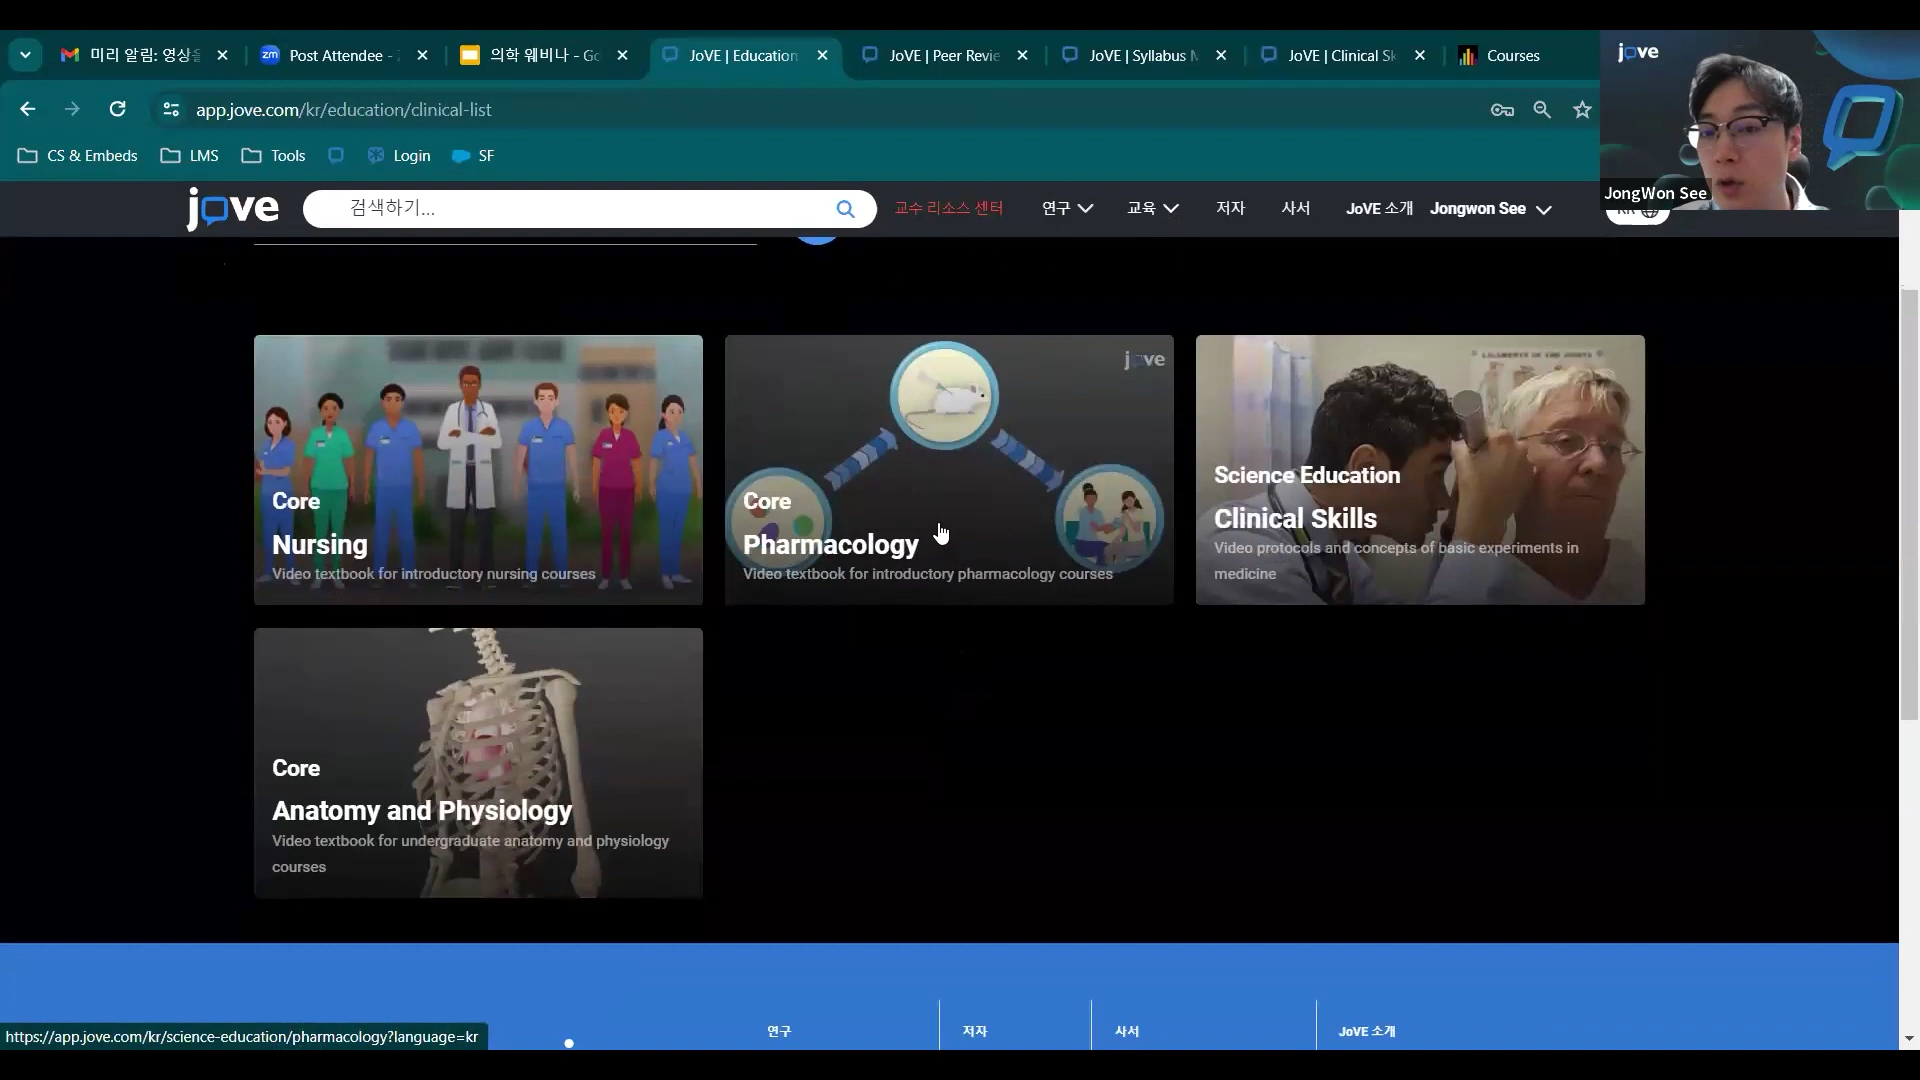 미리 알림: 영상을
Post Attendee -
의학 웨비나 - Go
JoVE | Education
JoVE | Peer Revie
JoVE | Syllabus M
JoVE | Clinical Sk
Courses
jove
app.jove.com/kr/education/clinical-list
CS & Embeds
LMS
Tools
Login
SF
JongWon See
jove
검색하기...
교수 리소스 센터
연구
교육
저자
사서
JoVE 소개
Jongwon See
KR
Core
Nursing
Video textbook for introductory nursing courses
jove
Core
Pharmacology
Video textbook for introductory pharmacology courses
Science Education
Clinical Skills
Video protocols and concepts of basic experiments in
medicine
Core
Anatomy and Physiology
Video textbook for undergraduate anatomy and physiology
courses
연구
저자
사서
JoVE 소개
https://app.jove.com/kr/science-education/pharmacology?language=kr